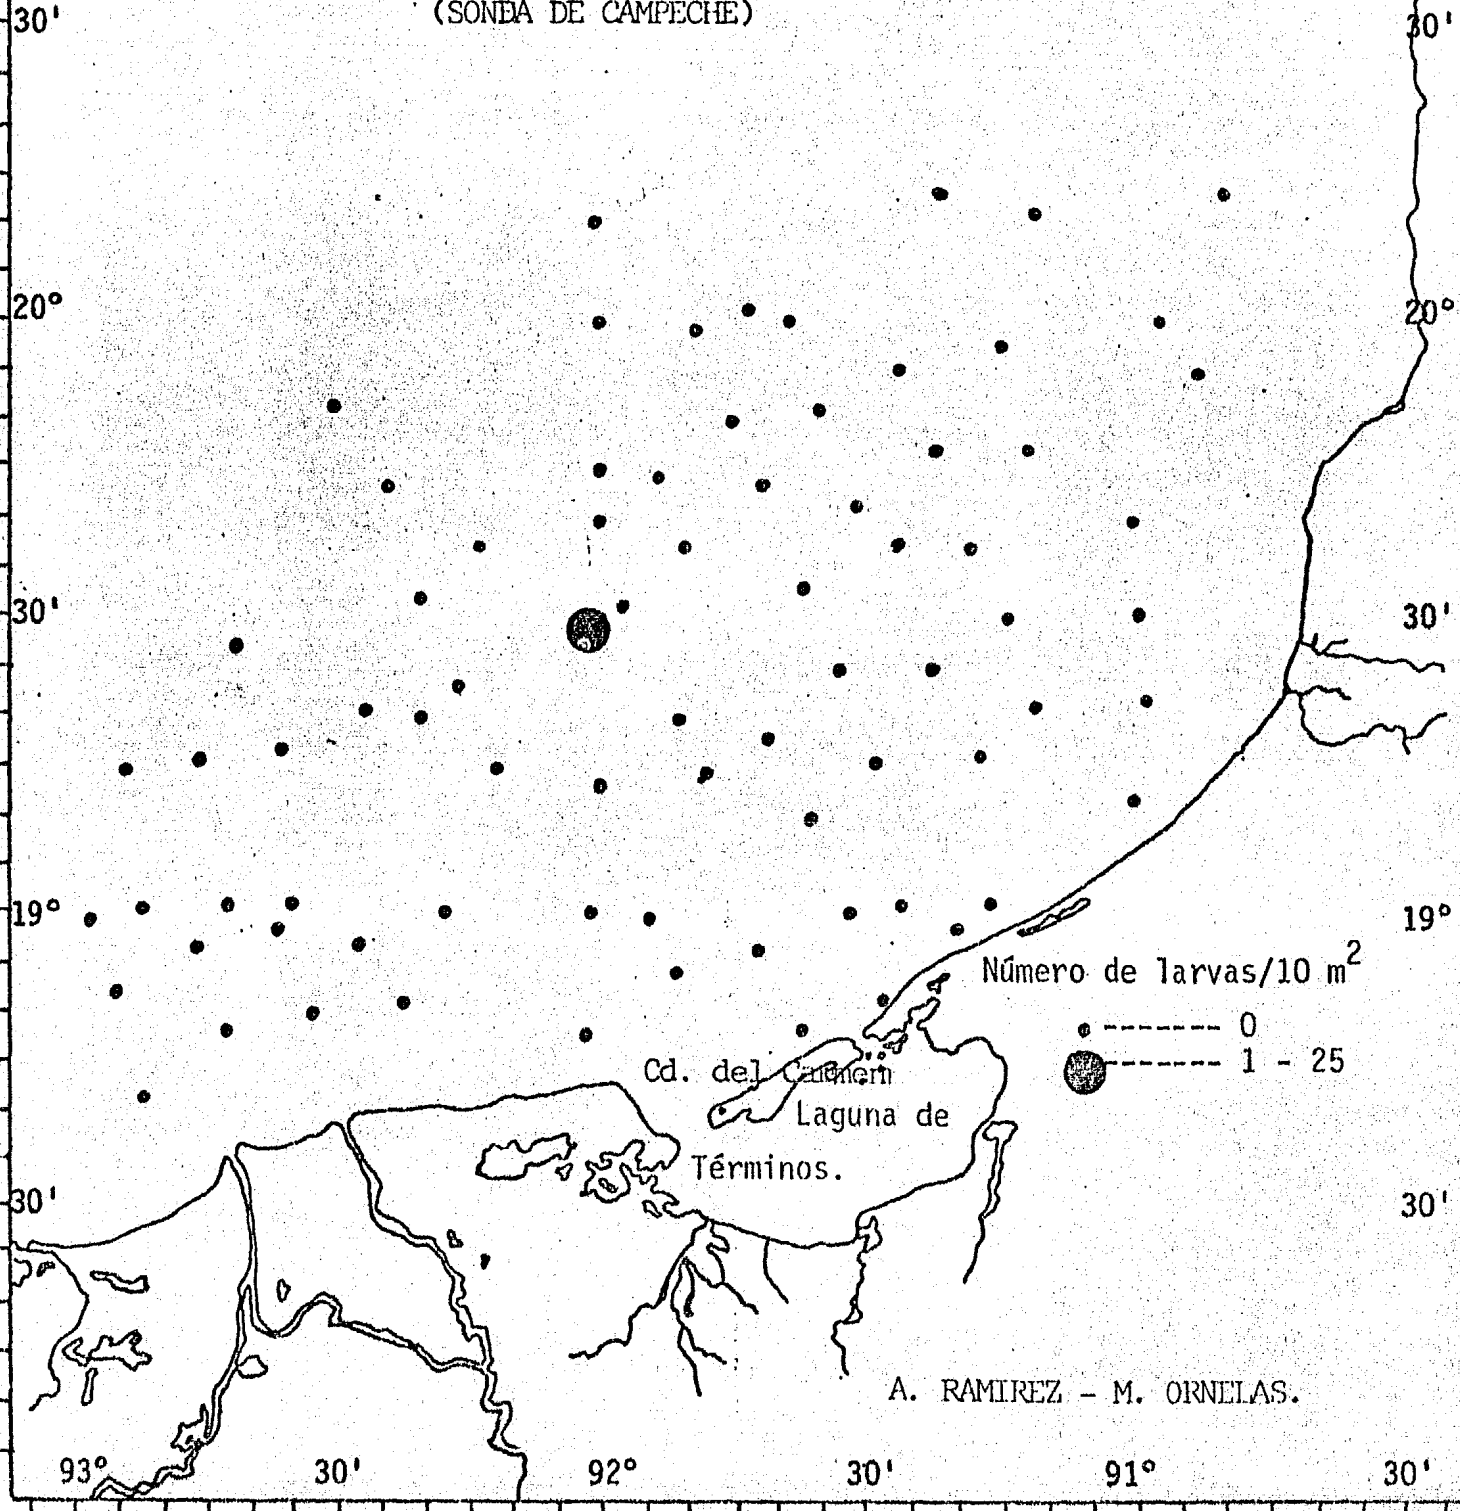 (SONDA DE CAMPECHE)
30' 30'
20° 20°
30' 30'
19° 19°
Número de larvas/10 m²
------- 0
------- 1 - 25
Cd. del Carmen
Laguna de
Términos.
30' 30'
A. RAMIREZ - M. ORNELAS.
93° 30' 92° 30' 91° 30'